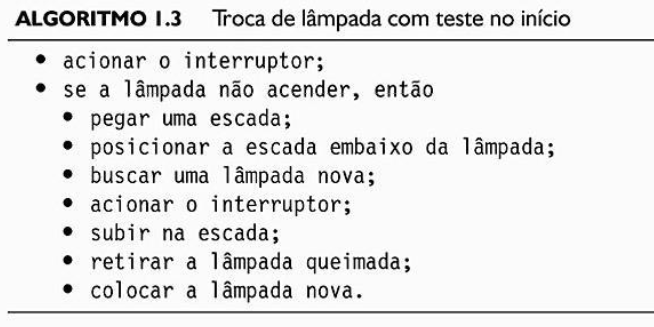 ALGORITMO 1.3 Troca de lâmpada com teste no início
• acionar o interruptor;
• se a lâmpada não acender, então
• pegar uma escada;
• posicionar a escada embaixo da lâmpada;
• buscar uma lâmpada nova;
• acionar o interruptor;
• subir na escada;
• retirar a lâmpada queimada;
• colocar a lâmpada nova.